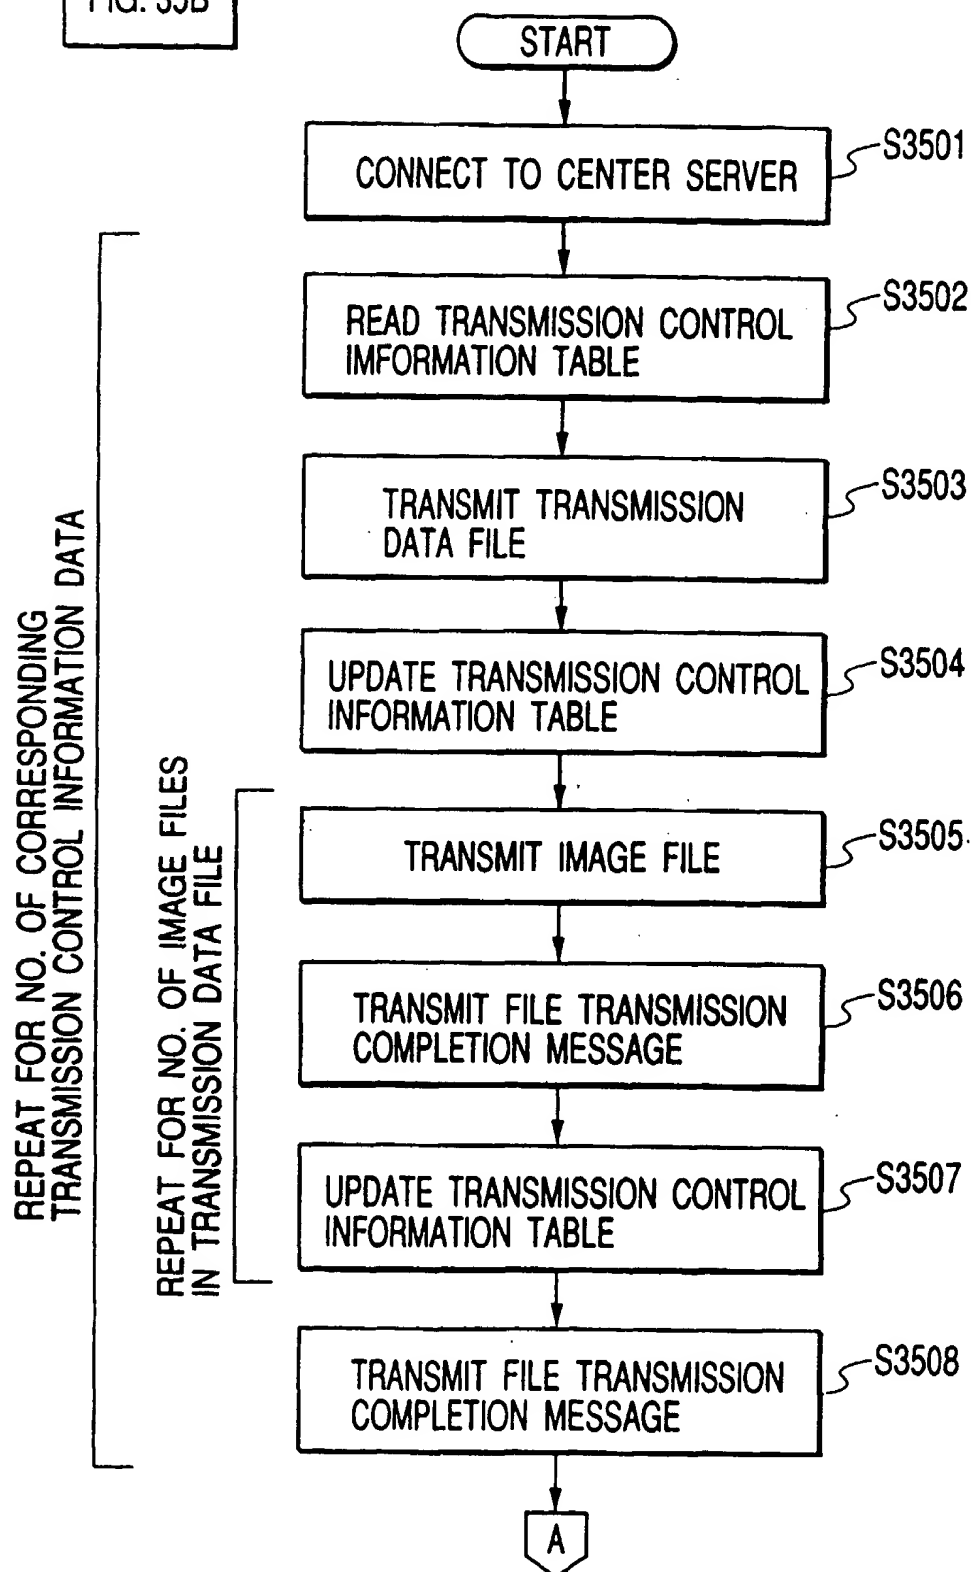 FIG. 35B
START
CONNECT TO CENTER SERVER
S3501
READ TRANSMISSION CONTROL
IMFORMATION TABLE
S3502
TRANSMIT TRANSMISSION
DATA FILE
S3503
UPDATE TRANSMISSION CONTROL
INFORMATION TABLE
S3504
TRANSMIT IMAGE FILE
S3505
TRANSMIT FILE TRANSMISSION
COMPLETION MESSAGE
S3506
UPDATE TRANSMISSION CONTROL
INFORMATION TABLE
S3507
TRANSMIT FILE TRANSMISSION
COMPLETION MESSAGE
S3508
A
REPEAT FOR NO. OF CORRESPONDING
TRANSMISSION CONTROL INFORMATION DATA
REPEAT FOR NO. OF IMAGE FILES
IN TRANSMISSION DATA FILE